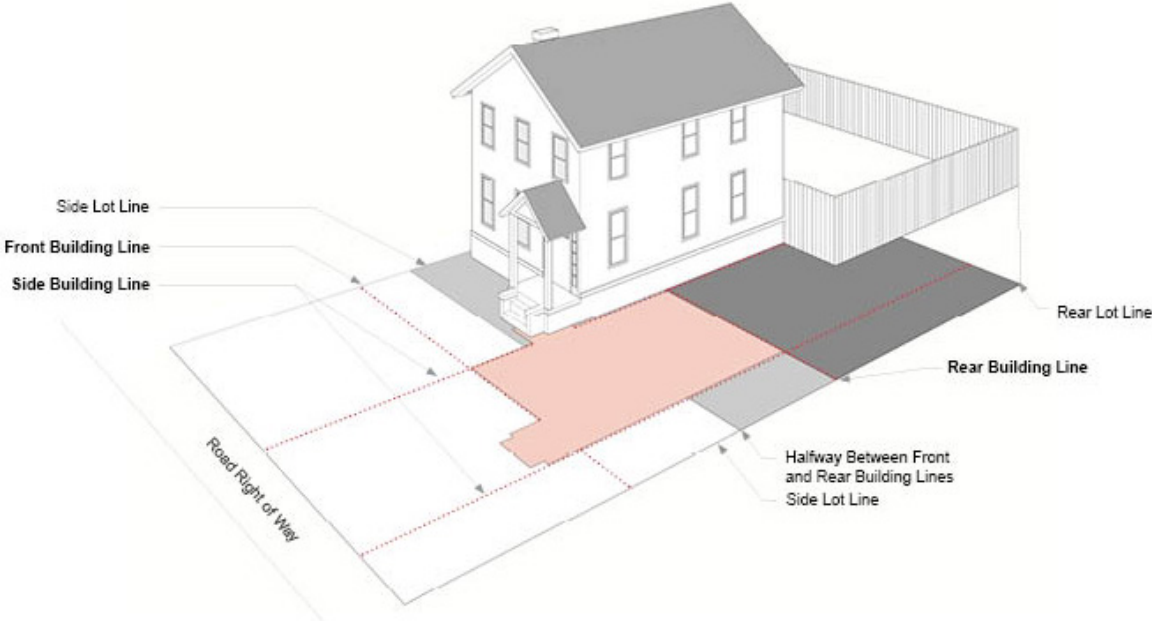 Side Lot Line
Front Building Line
Side Building Line
Road Right of Way
Rear Lot Line
Rear Building Line
Halfway Between Front
and Rear Building Lines
Side Lot Line